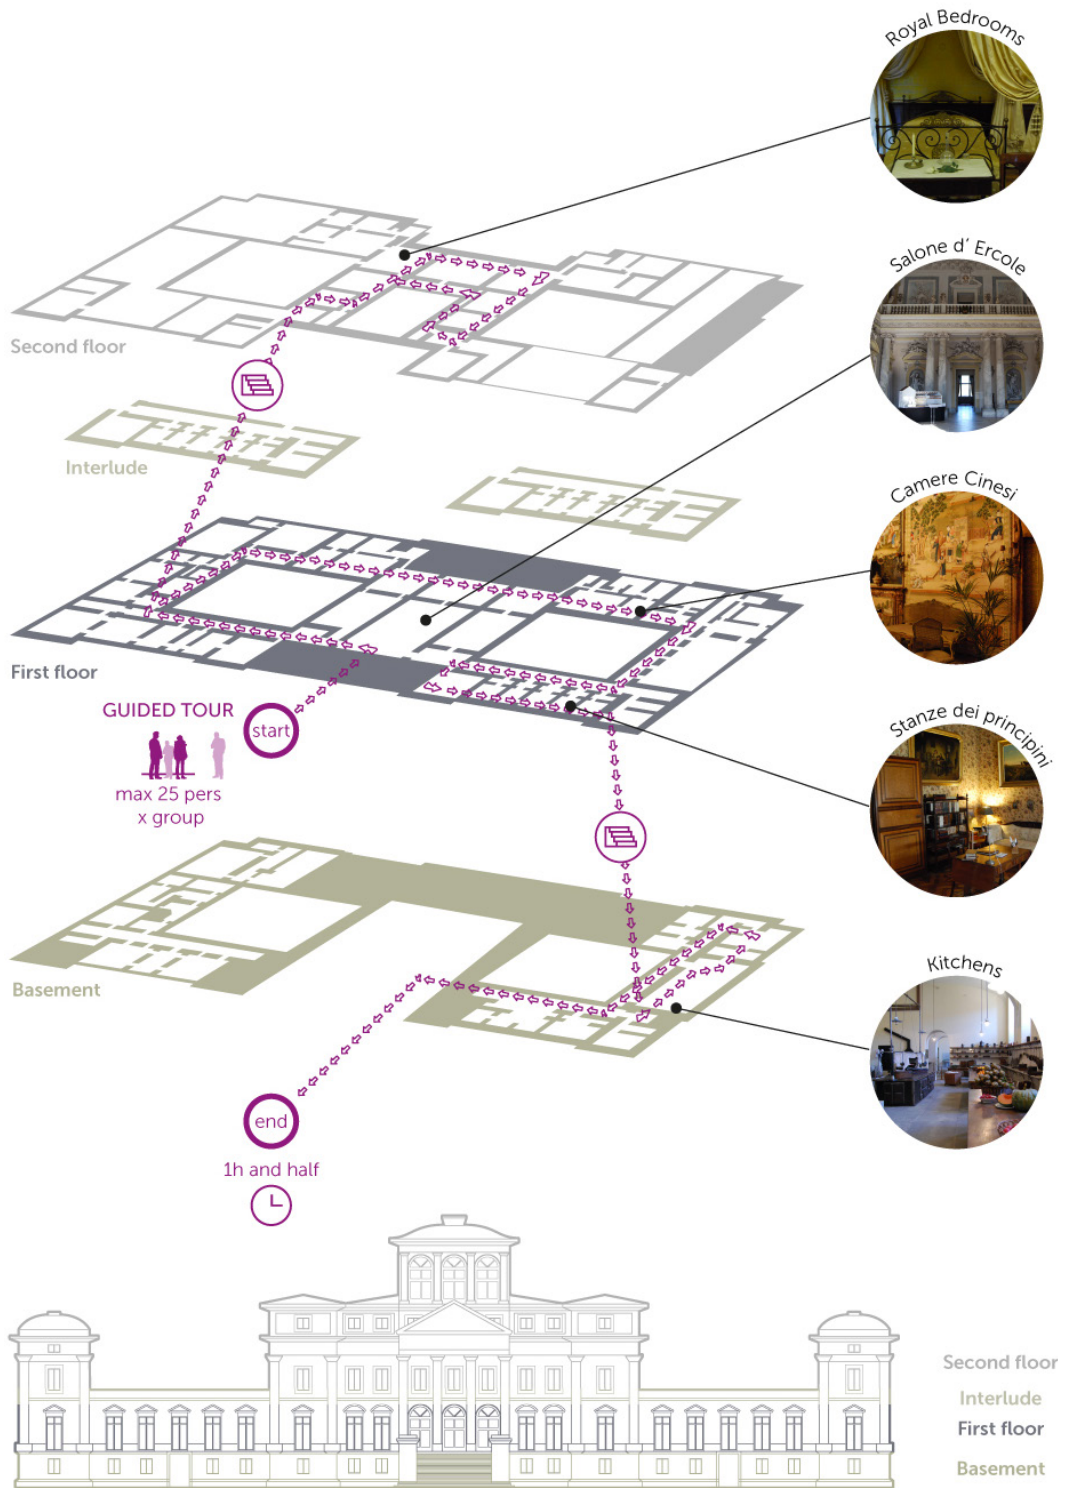 Royal Bedrooms
Salone d' Ercole
Second floor
Interlude
Camere Cinesi
First floor
GUIDED TOUR
start
max 25 pers
x group
Stanze dei principini
Basement
Kitchens
end
1h and half
Second floor
Interlude
First floor
Basement